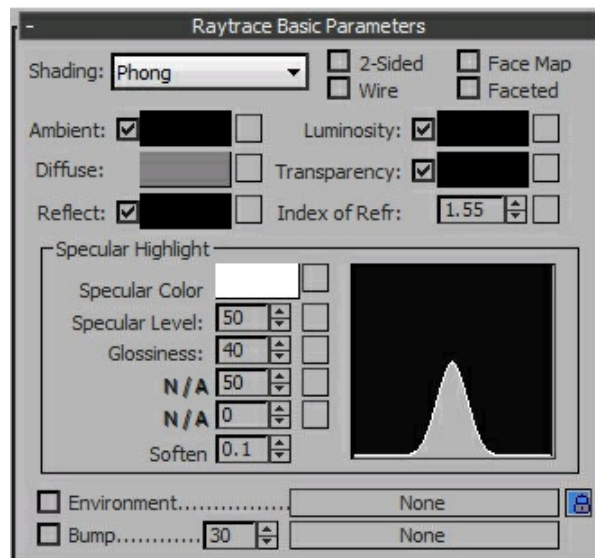 - Raytrace Basic Parameters
Shading: Phong 2-Sided Face Map
Wire Faceted
Ambient: Luminosity:
Diffuse: Transparency:
Reflect: Index of Refr: 1.55
Specular Highlight
Specular Color
Specular Level: 50
Glossiness: 40
N/A 50
N/A 0
Soften 0.1
Environment................ None
Bump............ 30 None